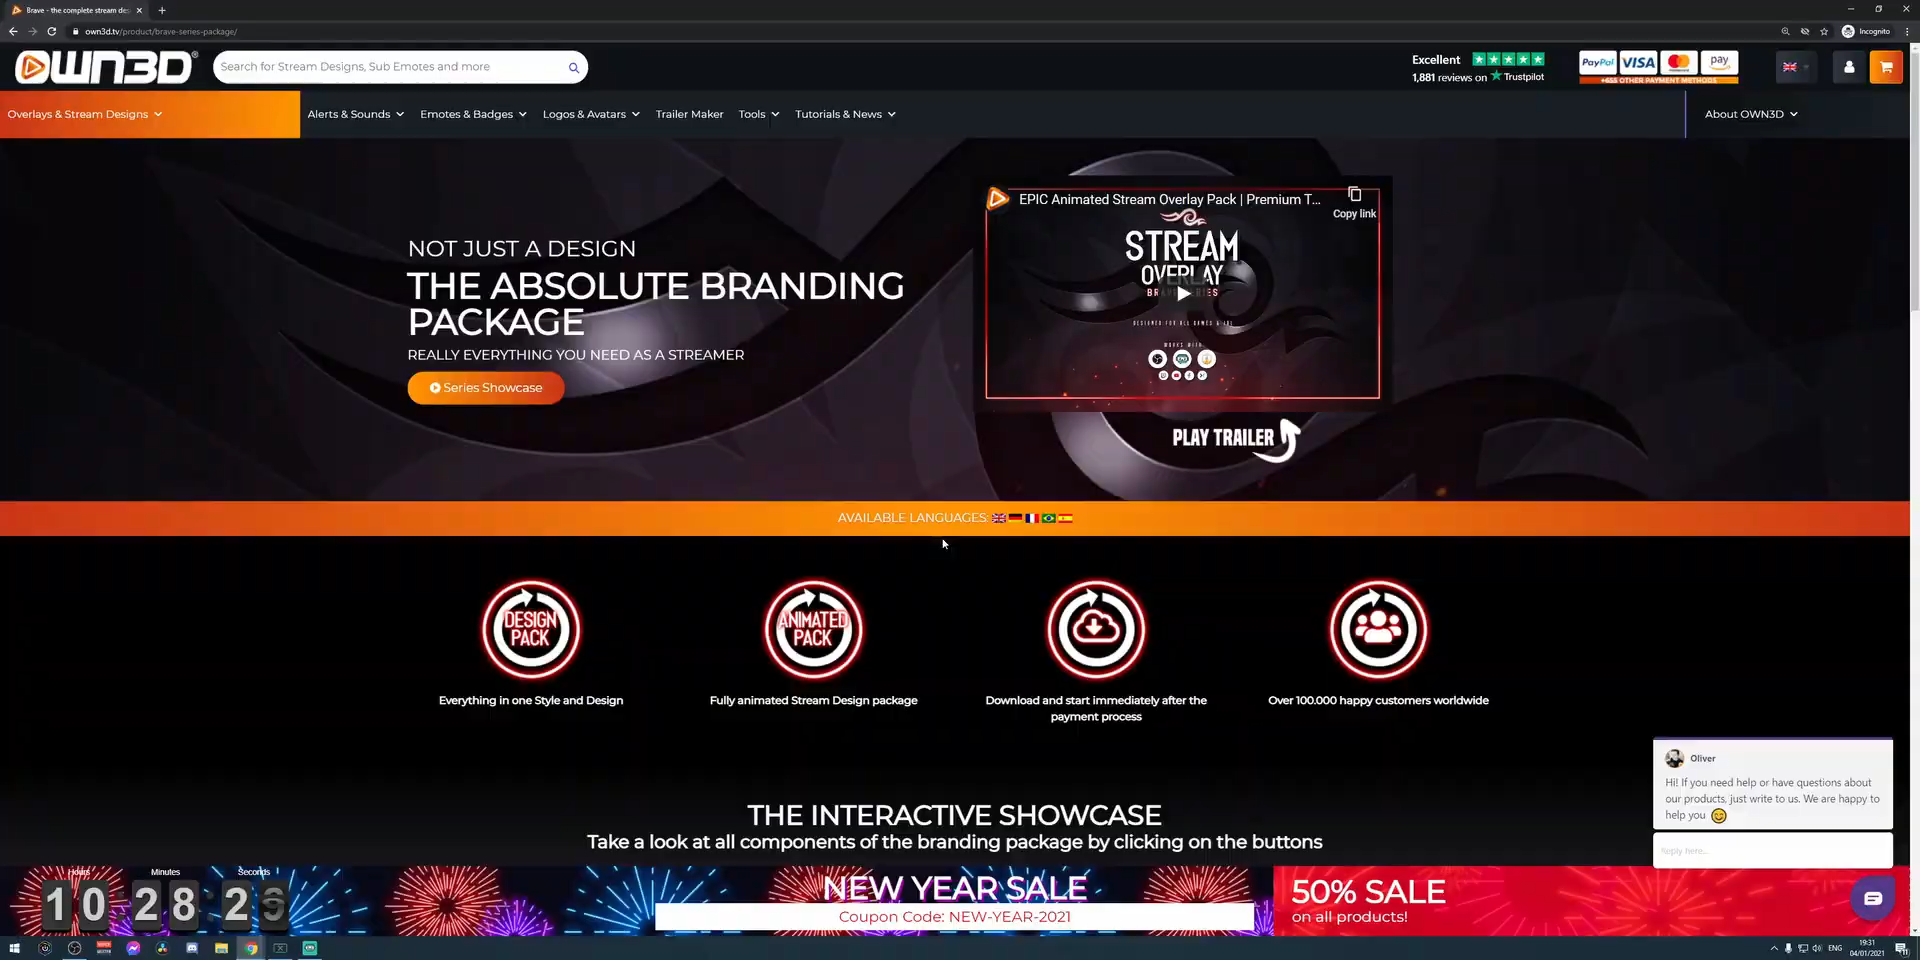 Brave - the complete stream des
own3d.tv/product/brave-series-package/
Incognito
OWN3D
Search for Stream Designs, Sub Emotes and more
Excellent
1,881 reviews on Trustpilot
PayPal VISA mastercard pay
+655 OTHER PAYMENT METHODS
Overlays & Stream Designs
Alerts & Sounds
Emotes & Badges
Logos & Avatars
Trailer Maker
Tools
Tutorials & News
About OWN3D
NOT JUST A DESIGN
THE ABSOLUTE BRANDING
PACKAGE
REALLY EVERYTHING YOU NEED AS A STREAMER
Series Showcase
EPIC Animated Stream Overlay Pack | Premium T...
Copy link
STREAM
OVERLAY
PLAY TRAILER
AVAILABLE LANGUAGES:
DESIGN
PACK
Everything in one Style and Design
ANIMATED
PACK
Fully animated Stream Design package
Download and start immediately after the
payment process
Over 100.000 happy customers worldwide
THE INTERACTIVE SHOWCASE
Take a look at all components of the branding package by clicking on the buttons
Oliver
Hi! If you need help or have questions about
our products, just write to us. We are happy to
help you
Reply here...
Hours
Minutes
Seconds
10 28 2
NEW YEAR SALE
Coupon Code: NEW-YEAR-2021
50% SALE
on all products!
ENG
19:31
04/01/2021